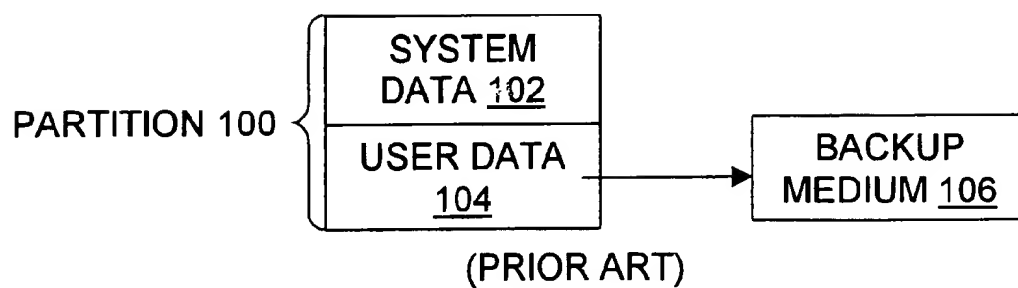 SYSTEM
DATA 102
PARTITION 100
USER DATA
104
BACKUP
MEDIUM 106
(PRIOR ART)